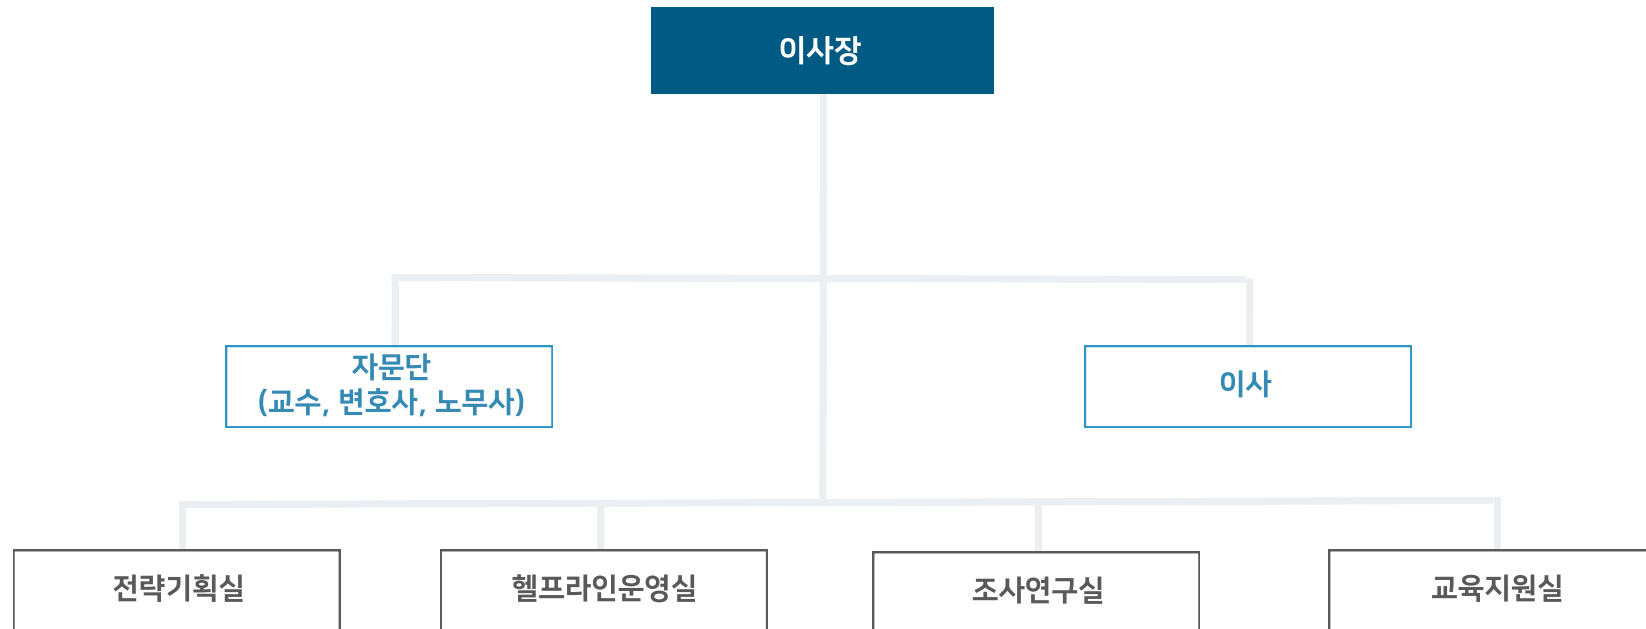 이사장
자문단
(교수, 변호사, 노무사)
이사
전략기획실
헬프라인운영실
조사연구실
교육지원실